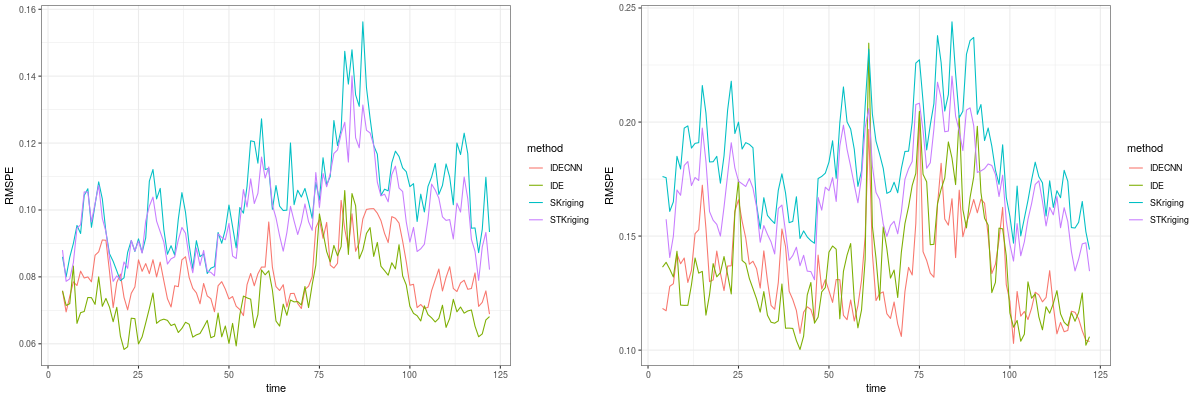 0.16
0.14
0.12
0.10
0.08
0.06
RMSPE
0
25
50
75
100
125
time
method
IDECNN
IDE
SKriging
STKriging
0.25
0.20
0.15
0.10
RMSPE
0
25
50
75
100
125
time
method
IDECNN
IDE
SKriging
STKriging